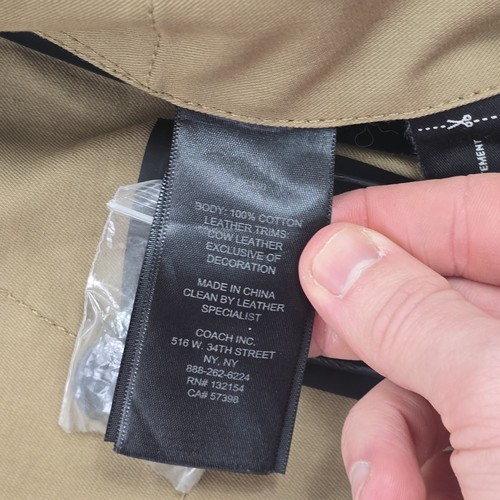 BODY: 100% COTTON
LEATHER TRIMS:
COW LEATHER
EXCLUSIVE OF
DECORATION
MADE IN CHINA
CLEAN BY LEATHER
SPECIALIST
COACH INC.
516 W. 34TH STREET
NY, NY
888-262-6224
RN# 132154
CA# 57398